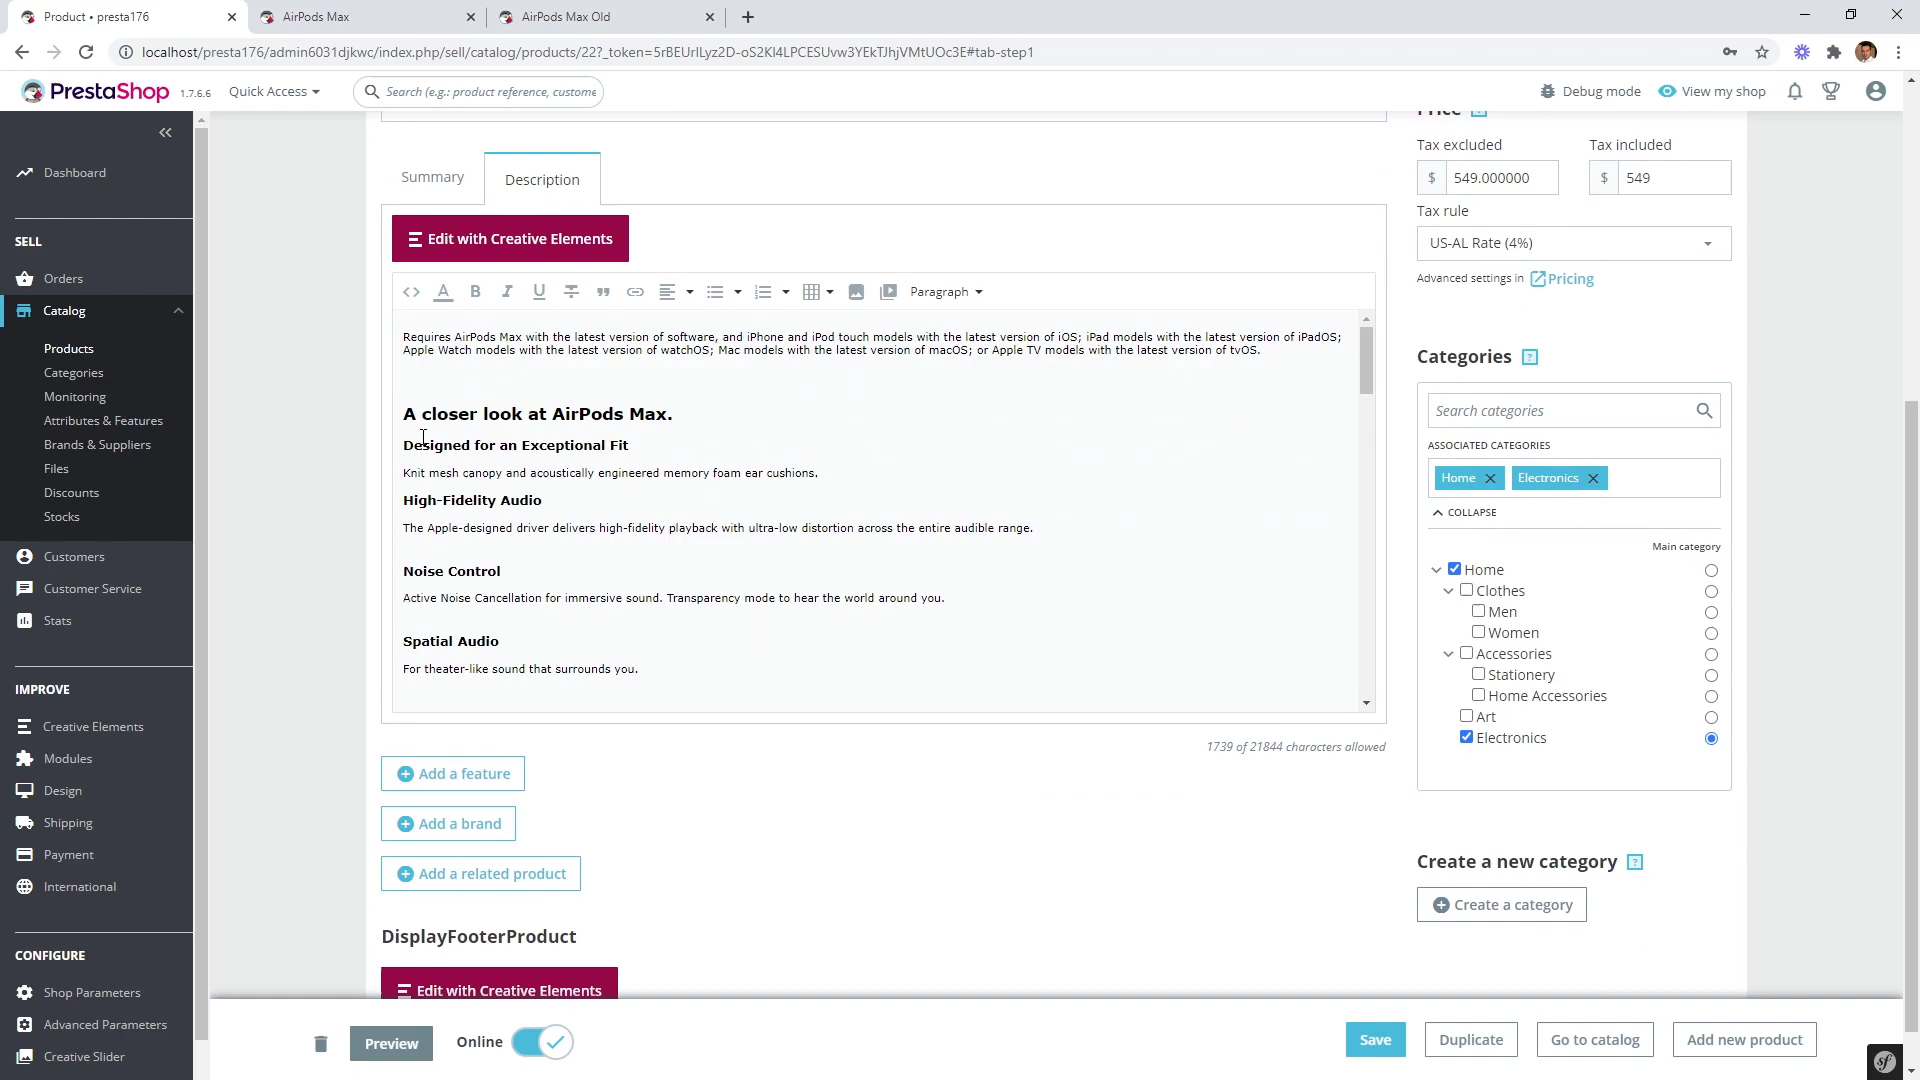 Product • presta176
AirPods Max
AirPods Max Old
localhost/presta176/admin6031djkwc/index.php/sell/catalog/products/22?_token=5rBEUrlLyz2D-oS2Kl4LPCESUvw3YEkTJhjVMtUOc3E#tab-step1
PrestaShop 1.7.6.6
Quick Access
Search (e.g.: product reference, custome
Debug mode
View my shop
Dashboard
SELL
Orders
Catalog
Products
Categories
Monitoring
Attributes & Features
Brands & Suppliers
Files
Discounts
Stocks
Customers
Customer Service
Stats
IMPROVE
Creative Elements
Modules
Design
Shipping
Payment
International
CONFIGURE
Shop Parameters
Advanced Parameters
Creative Slider
Summary
Description
Edit with Creative Elements
Paragraph
Requires AirPods Max with the latest version of software, and iPhone and iPod touch models with the latest version of iOS; iPad models with the latest version of iPadOS;
Apple Watch models with the latest version of watchOS; Mac models with the latest version of macOS; or Apple TV models with the latest version of tvOS.
A closer look at AirPods Max.
Designed for an Exceptional Fit
Knit mesh canopy and acoustically engineered memory foam ear cushions.
High-Fidelity Audio
The Apple-designed driver delivers high-fidelity playback with ultra-low distortion across the entire audible range.
Noise Control
Active Noise Cancellation for immersive sound. Transparency mode to hear the world around you.
Spatial Audio
For theater-like sound that surrounds you.
1739 of 21844 characters allowed
Add a feature
Add a brand
Add a related product
DisplayFooterProduct
Edit with Creative Elements
Price
Tax excluded
Tax included
$ 549.000000
$ 549
Tax rule
US-AL Rate (4%)
Advanced settings in Pricing
Categories
Search categories
ASSOCIATED CATEGORIES
Home
Electronics
COLLAPSE
Main category
Home
Clothes
Men
Women
Accessories
Stationery
Home Accessories
Art
Electronics
Create a new category
Create a category
Preview
Online
Save
Duplicate
Go to catalog
Add new product